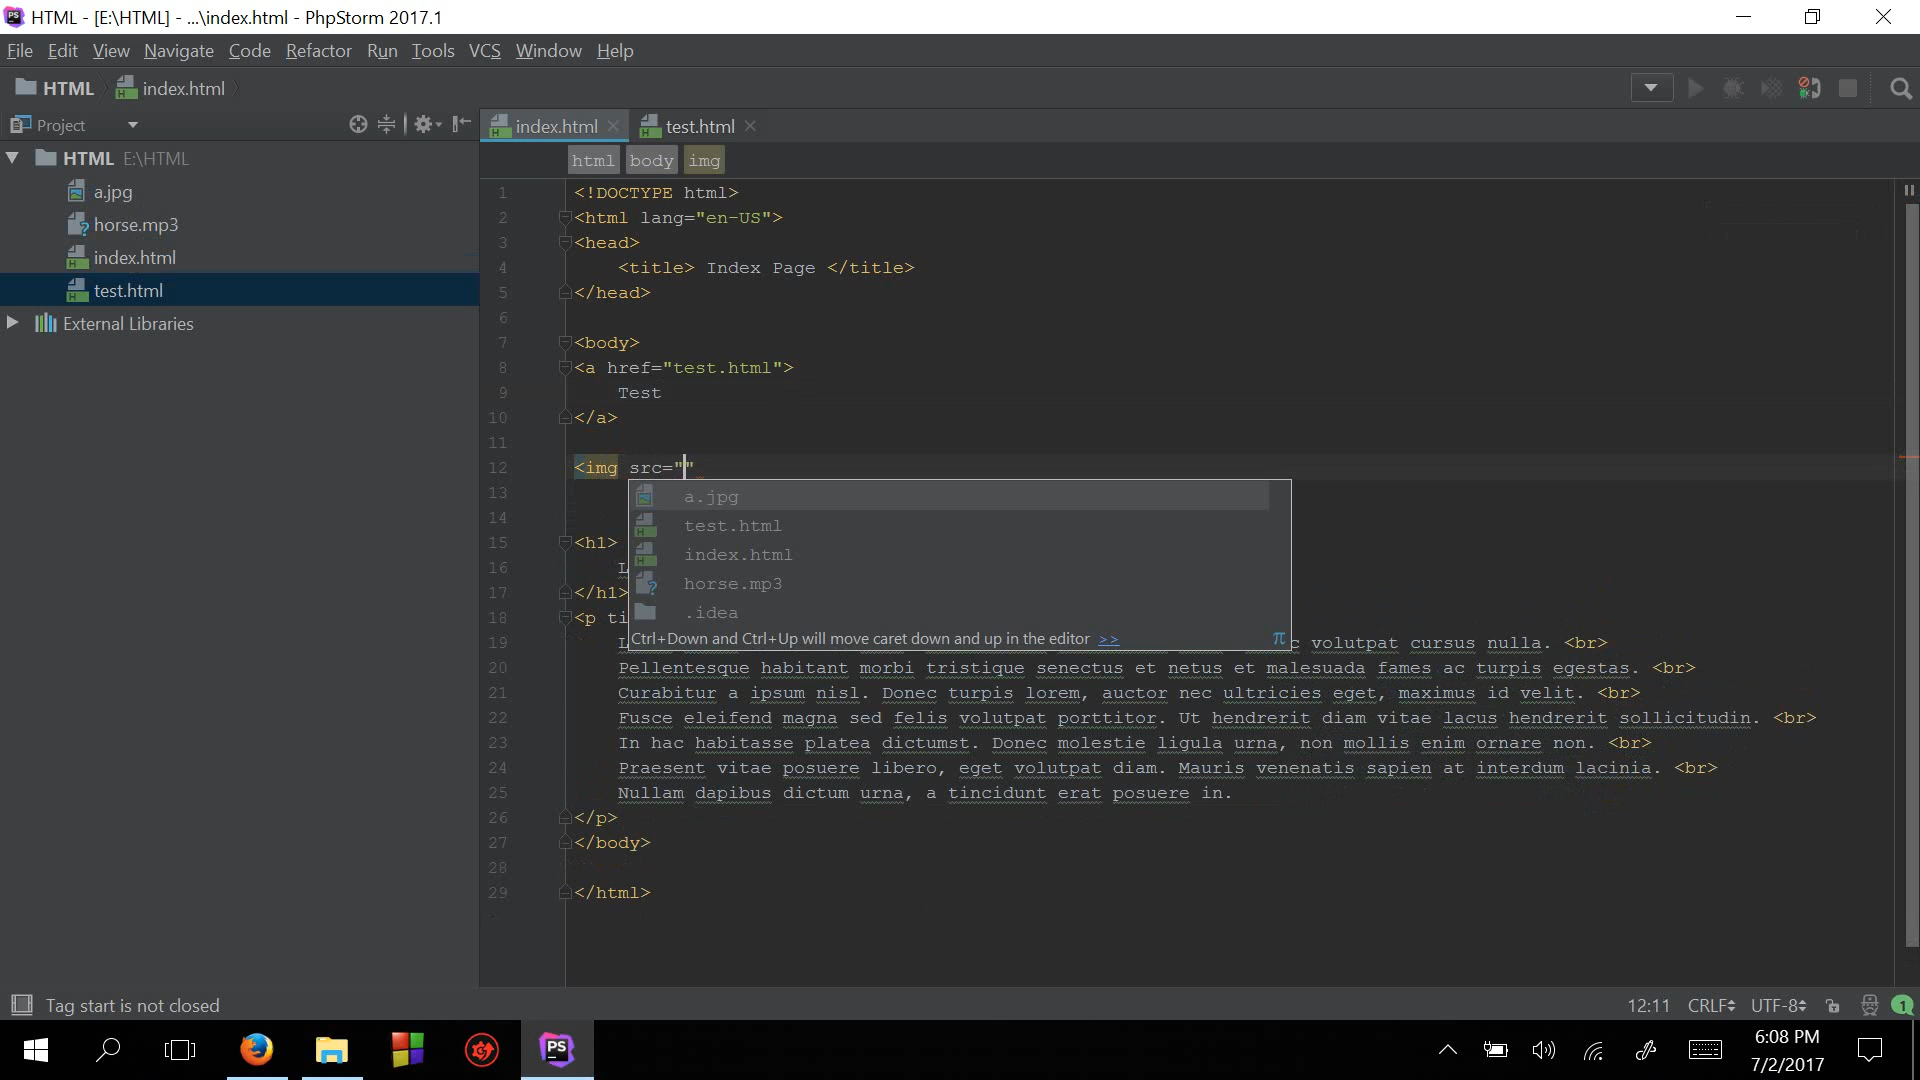 HTML - [E:\HTML] - ...\index.html - PhpStorm 2017.1
File Edit View Navigate Code Refactor Run Tools VCS Window Help
HTML index.html
Project
index.html test.html
HTML E:\HTML
a.jpg
horse.mp3
index.html
test.html
External Libraries
html body img
1 <!DOCTYPE html>
2 <html lang="en-US">
3 <head>
4 <title> Index Page </title>
5 </head>
6
7 <body>
8 <a href="test.html">
9 Test
10 </a>
11
12 <img src=""
13
14
15 <h1>
16
17 </h1>
18 <p ti
a.jpg
test.html
index.html
horse.mp3
.idea
Ctrl+Down and Ctrl+Up will move caret down and up in the editor >> π
19 c volutpat cursus nulla. <br>
20 Pellentesque habitant morbi tristique senectus et netus et malesuada fames ac turpis egestas. <br>
21 Curabitur a ipsum nisl. Donec turpis lorem, auctor nec ultricies eget, maximus id velit. <br>
22 Fusce eleifend magna sed felis volutpat porttitor. Ut hendrerit diam vitae lacus hendrerit sollicitudin. <br>
23 In hac habitasse platea dictumst. Donec molestie ligula urna, non mollis enim ornare non. <br>
24 Praesent vitae posuere libero, eget volutpat diam. Mauris venenatis sapien at interdum lacinia. <br>
25 Nullam dapibus dictum urna, a tincidunt erat posuere in.
26 </p>
27 </body>
28
29 </html>
Tag start is not closed
12:11 CRLF UTF-8 1
PS
6:08 PM
7/2/2017